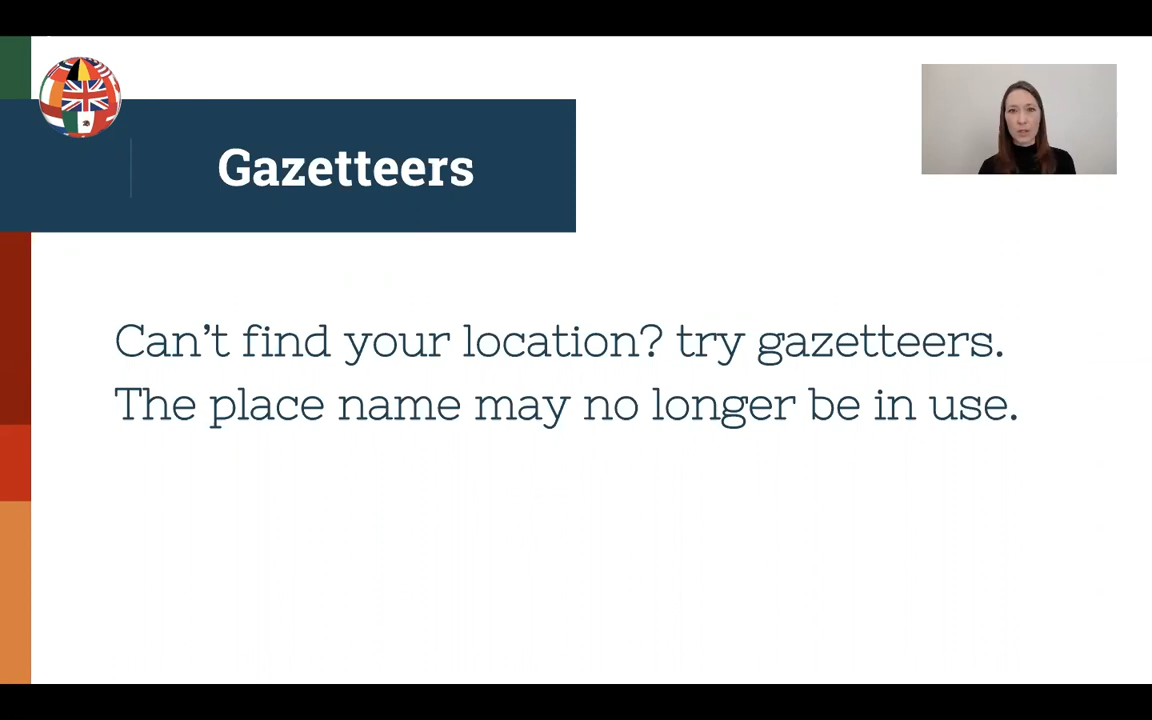 Gazetteers
Can't find your location? try gazetteers.
The place name may no longer be in use.